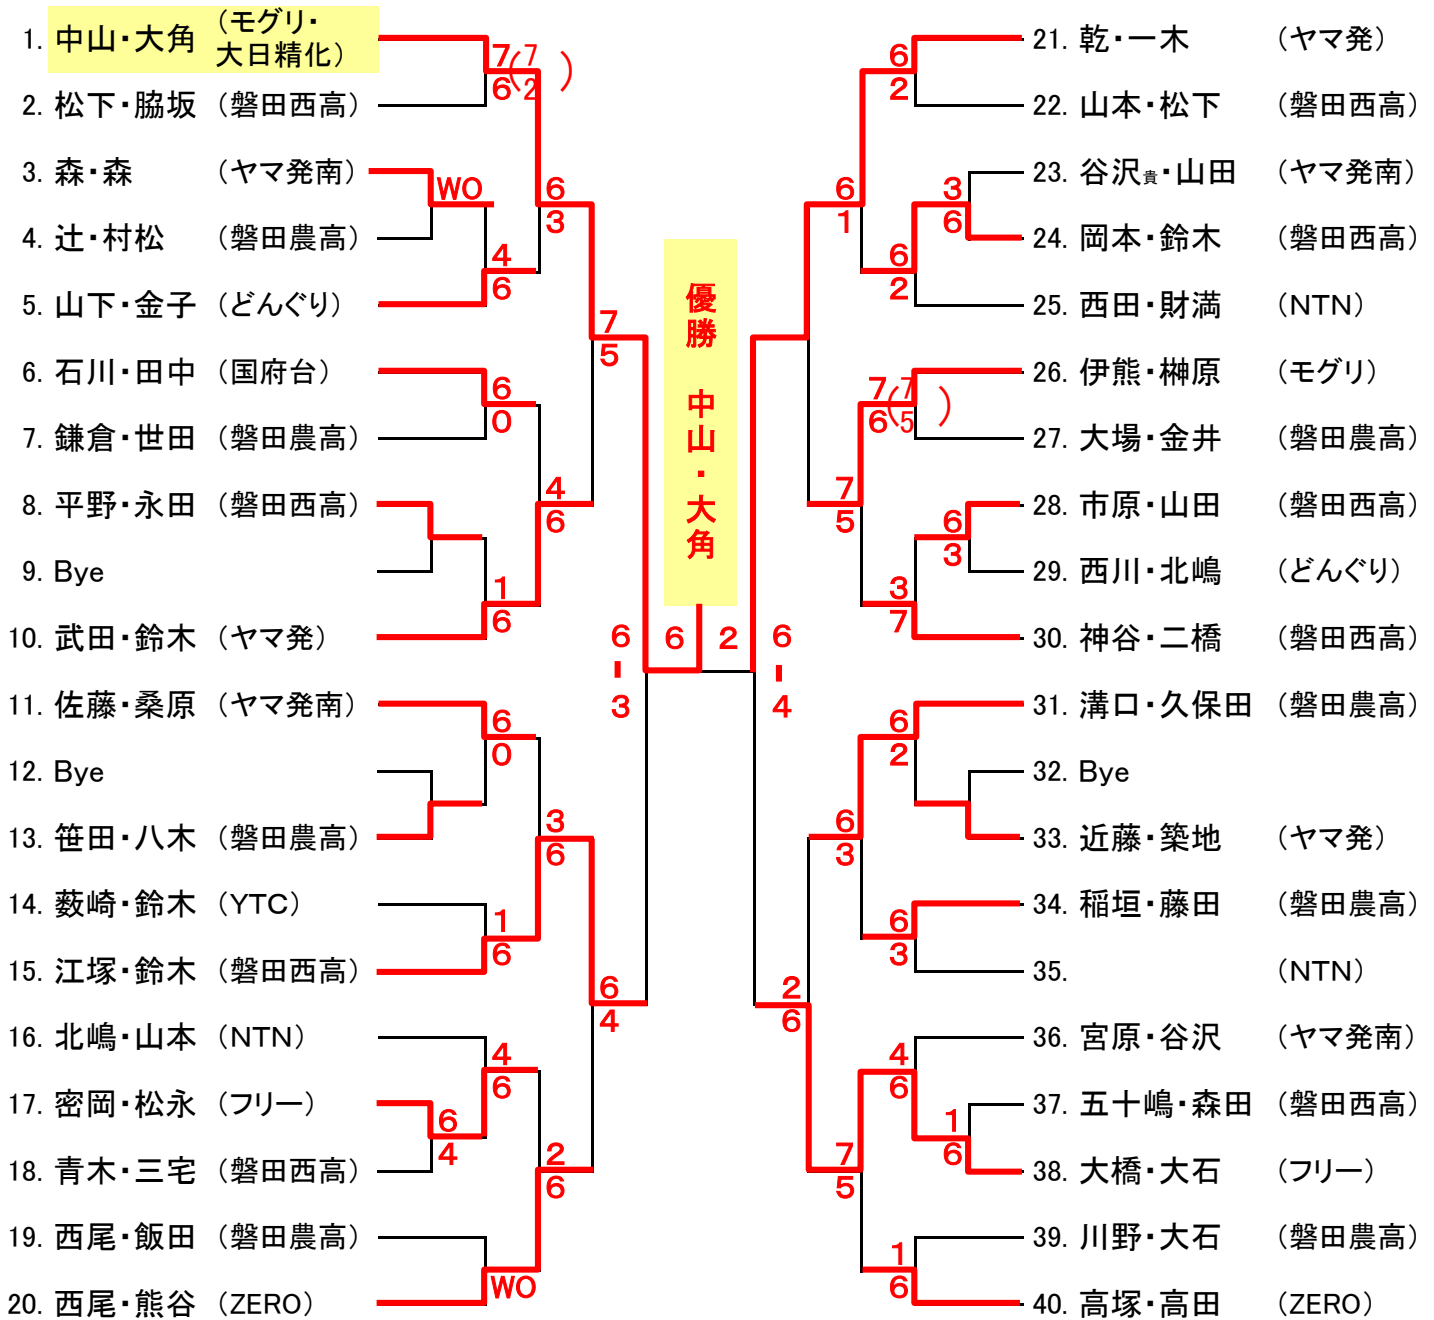 1. 中山・大角 (モグリ・
大日精化)
7 (7
6 2)
2. 松下・脇坂 (磐田西高)
3. 森・森 (ヤマ発南)
WO
6
3
4. 辻・村松 (磐田農高)
4
6
5. 山下・金子 (どんぐり)
7
5
6. 石川・田中 (国府台)
6
0
7. 鎌倉・世田 (磐田農高)
8. 平野・永田 (磐田西高)
4
6
9. Bye
1
6
10. 武田・鈴木 (ヤマ発)
11. 佐藤・桑原 (ヤマ発南)
6
0
12. Bye
13. 笹田・八木 (磐田農高)
3
6
14. 薮崎・鈴木 (YTC)
1
6
15. 江塚・鈴木 (磐田西高)
6
4
16. 北嶋・山本 (NTN)
4
6
17. 密岡・松永 (フリー)
6
4
18. 青木・三宅 (磐田西高)
2
6
19. 西尾・飯田 (磐田農高)
WO
20. 西尾・熊谷 (ZERO)
優勝 中山・大角
6-3
6 2
6-4
21. 乾・一木 (ヤマ発)
6
2
22. 山本・松下 (磐田西高)
23. 谷沢貴・山田 (ヤマ発南)
3
6
6
1
24. 岡本・鈴木 (磐田西高)
6
2
25. 西田・財満 (NTN)
26. 伊熊・榊原 (モグリ)
7 (7
6 5)
27. 大場・金井 (磐田農高)
7
5
28. 市原・山田 (磐田西高)
6
3
29. 西川・北嶋 (どんぐり)
3
7
30. 神谷・二橋 (磐田西高)
31. 溝口・久保田 (磐田農高)
6
2
32. Bye
33. 近藤・築地 (ヤマ発)
6
3
34. 稲垣・藤田 (磐田農高)
6
3
35. (NTN)
2
6
36. 宮原・谷沢 (ヤマ発南)
4
6
37. 五十嶋・森田 (磐田西高)
1
6
38. 大橋・大石 (フリー)
7
5
39. 川野・大石 (磐田農高)
1
6
40. 高塚・高田 (ZERO)